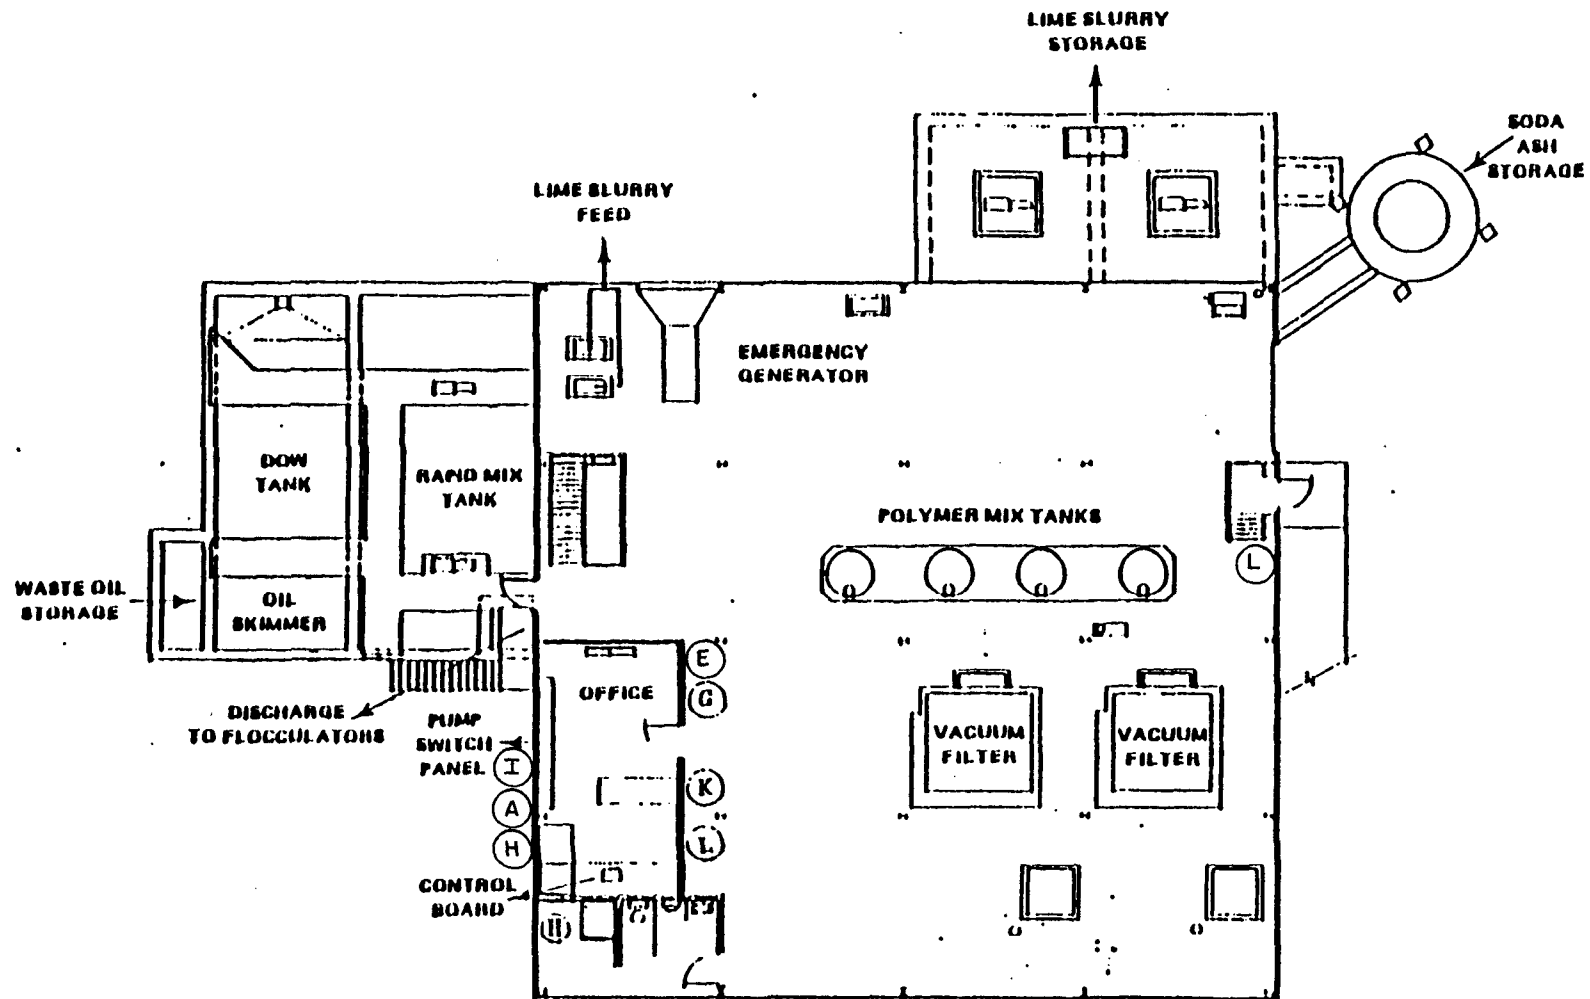 LIME SLURRY
STORAGE
SODA
ASH
STORAGE
LIME SLURRY
FEED
EMERGENCY
GENERATOR
DOW
TANK
RAPID MIX
TANK
POLYMER MIX TANKS
L
WASTE OIL
STORAGE
OIL
SKIMMER
E
OFFICE
G
DISCHARGE
TO FLOCCULATORS
PUMP
SWITCH
PANEL
VACUUM
FILTER
VACUUM
FILTER
I
K
A
H
L
CONTROL
BOARD
H